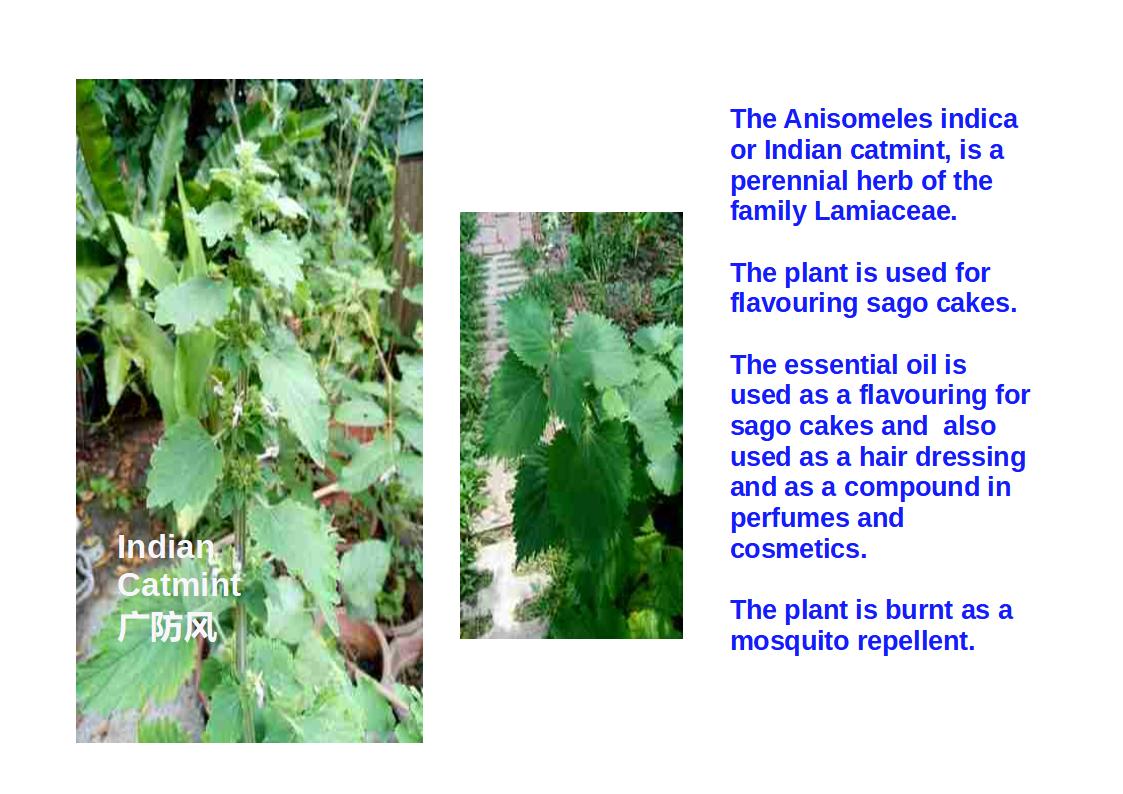 Indian
Catmint
广防风
The Anisomeles indica
or Indian catmint, is a
perennial herb of the
family Lamiaceae.
The plant is used for
flavouring sago cakes.
The essential oil is
used as a flavouring for
sago cakes and  also
used as a hair dressing
and as a compound in
perfumes and
cosmetics.
The plant is burnt as a
mosquito repellent.